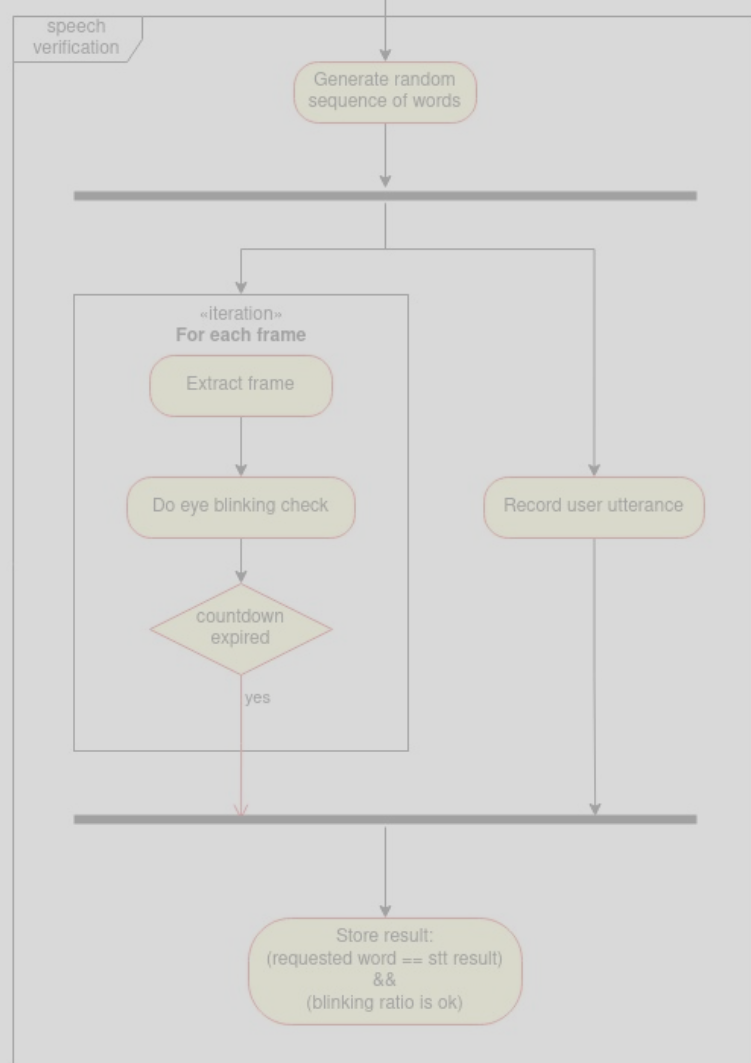 speech
verification
Generate random
sequence of words
«iteration»
For each frame
Extract frame
Do eye blinking check
Record user utterance
countdown
expired
yes
Store result:
(requested word == stt result)
&&
(blinking ratio is ok)